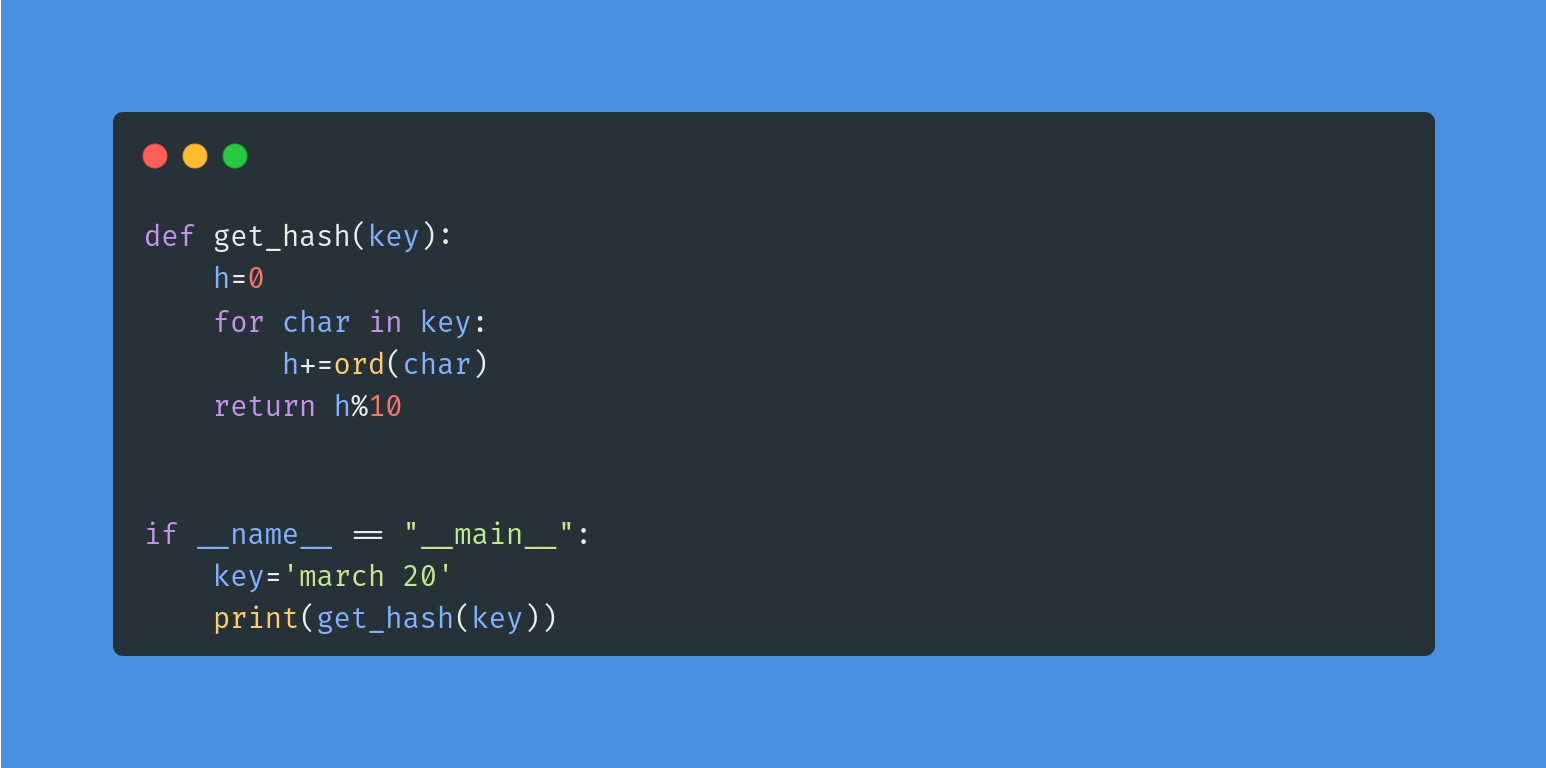 def get_hash(key):
    h=0
    for char in key:
        h+=ord(char)
    return h%10
if __name__ == "__main__":
    key='march 20'
    print(get_hash(key))